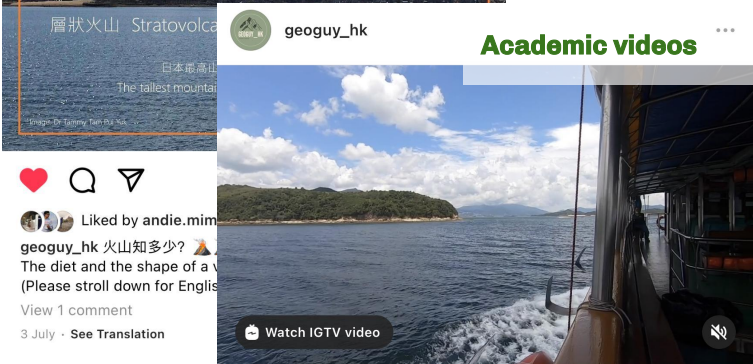 層狀火山 Stratovolca
日本最高山
The tallest mountai
Image: Dr Tammy Tam Pui Yuk
Liked by andie.mim
geoguy_hk 火山知多少？
The diet and the shape of a v
(Please stroll down for Englis
View 1 comment
3 July · See Translation
GEOGUY_HK
geoguy_hk
Academic videos
Watch IGTV video